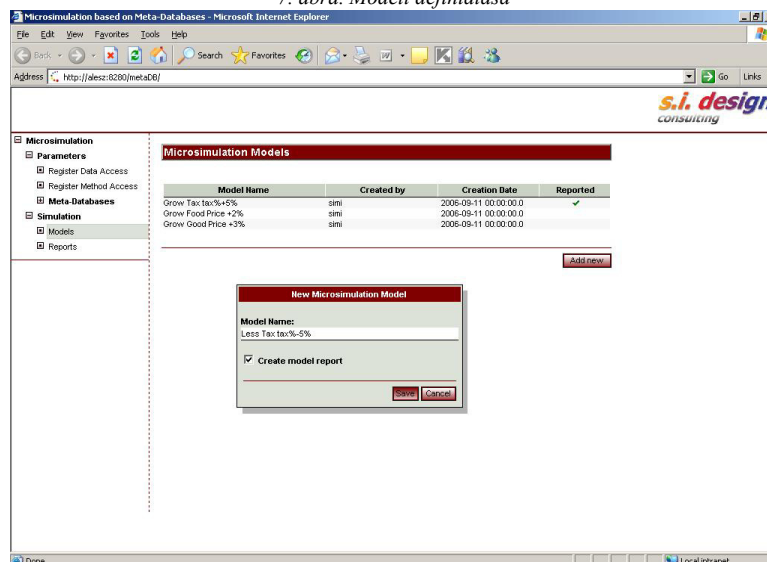 7. ábra. Modell definiálása
Microsimulation based on Meta-Databases - Microsoft Internet Explorer
File Edit View Favorites Tools Help
Back Search Favorites
Address http://alesz:8280/metaDB/ Go Links
s.i. design
consulting
Microsimulation
Parameters
Register Data Access
Register Method Access
Meta-Databases
Simulation
Models
Reports
Microsimulation Models
Model Name Created by Creation Date Reported
Grow Tax tax%+5% simi 2006-09-11 00:00:00.0
Grow Food Price +2% simi 2006-09-11 00:00:00.0
Grow Good Price +3% simi 2006-09-11 00:00:00.0
Add new
New Microsimulation Model
Model Name:
Less Tax tax%-5%
Create model report
Save Cancel
Done Local intranet